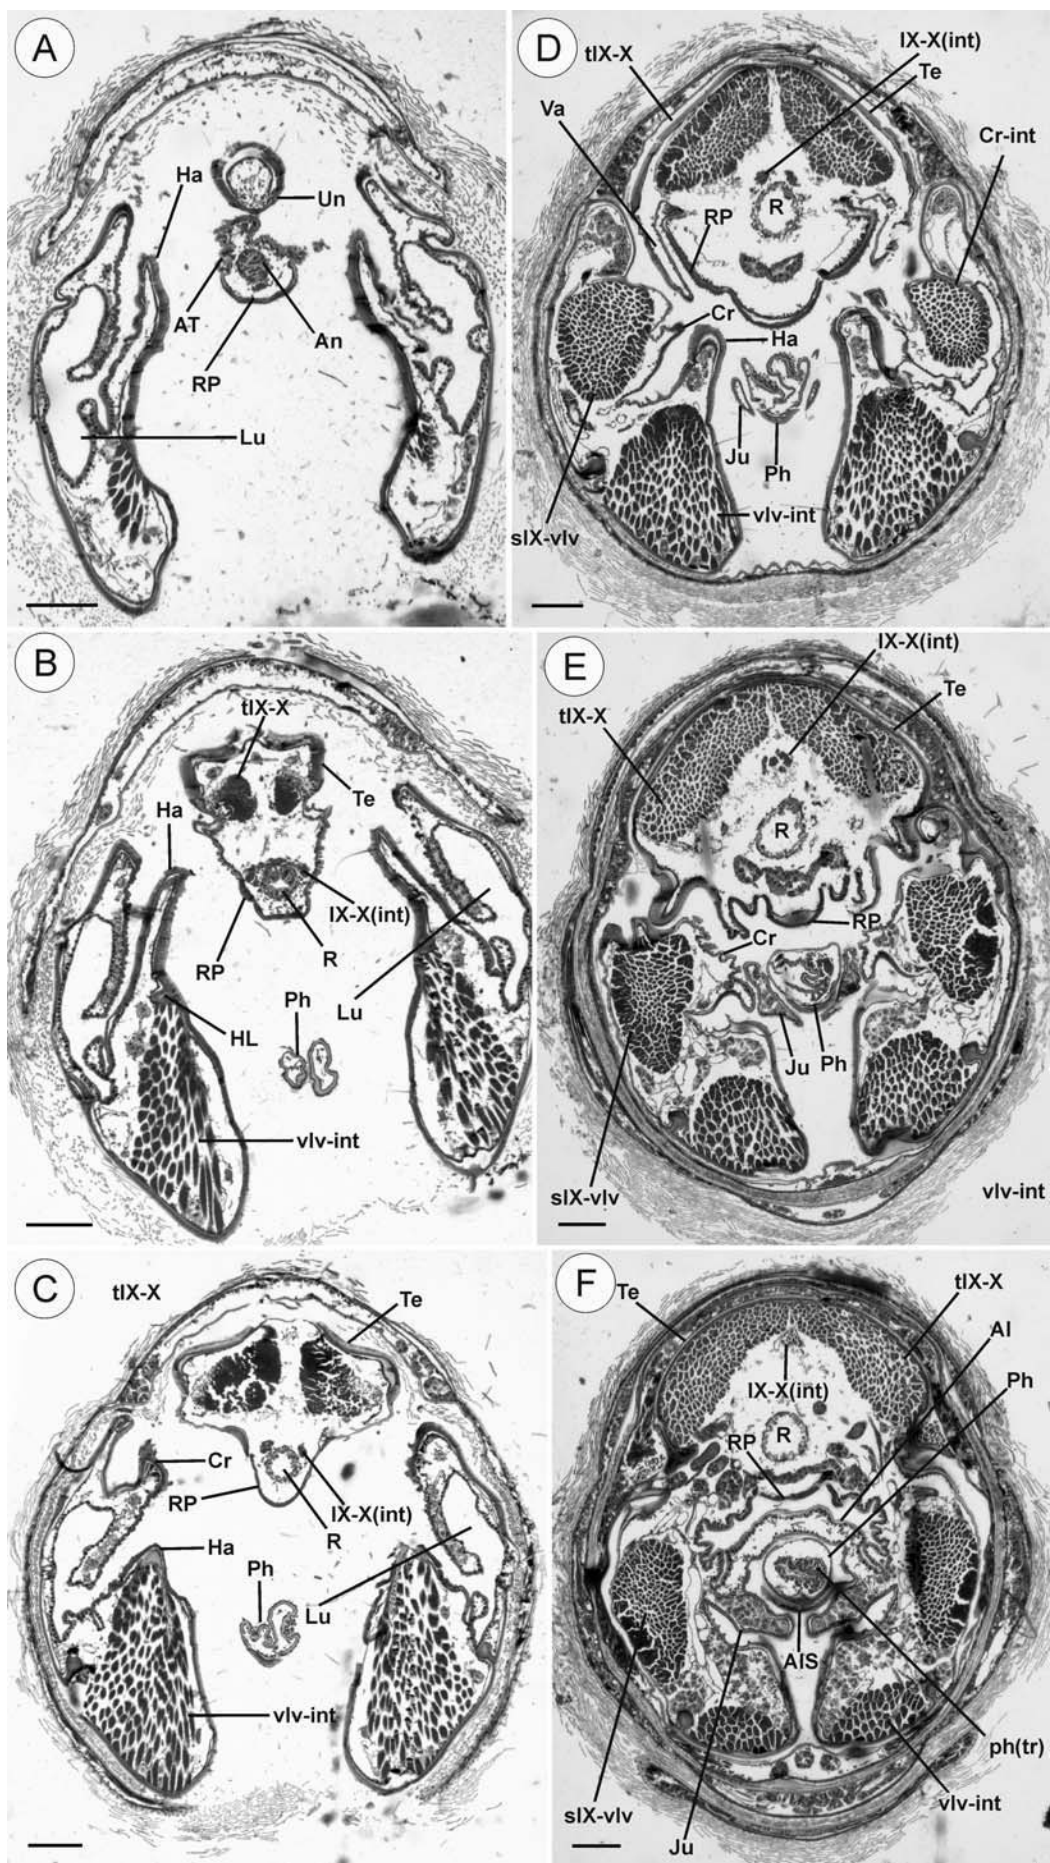 A
Ha
Un
AT
An
RP
Lu
B
tIX-X
Te
Ha
IX-X(int)
RP
R
Ph
Lu
HL
vlv-int
C
tIX-X
Te
Cr
RP
IX-X(int)
R
Ha
Ph
Lu
vlv-int
D
tIX-X
IX-X(int)
Te
Va
Cr-int
RP
R
Cr
Ha
Ju
Ph
sIX-vlv
vlv-int
E
IX-X(int)
Te
tIX-X
R
RP
Cr
Ju
Ph
sIX-vlv
vlv-int
F
Te
tIX-X
AI
Ph
IX-X(int)
R
RP
AIS
ph(tr)
vlv-int
sIX-vlv
Ju